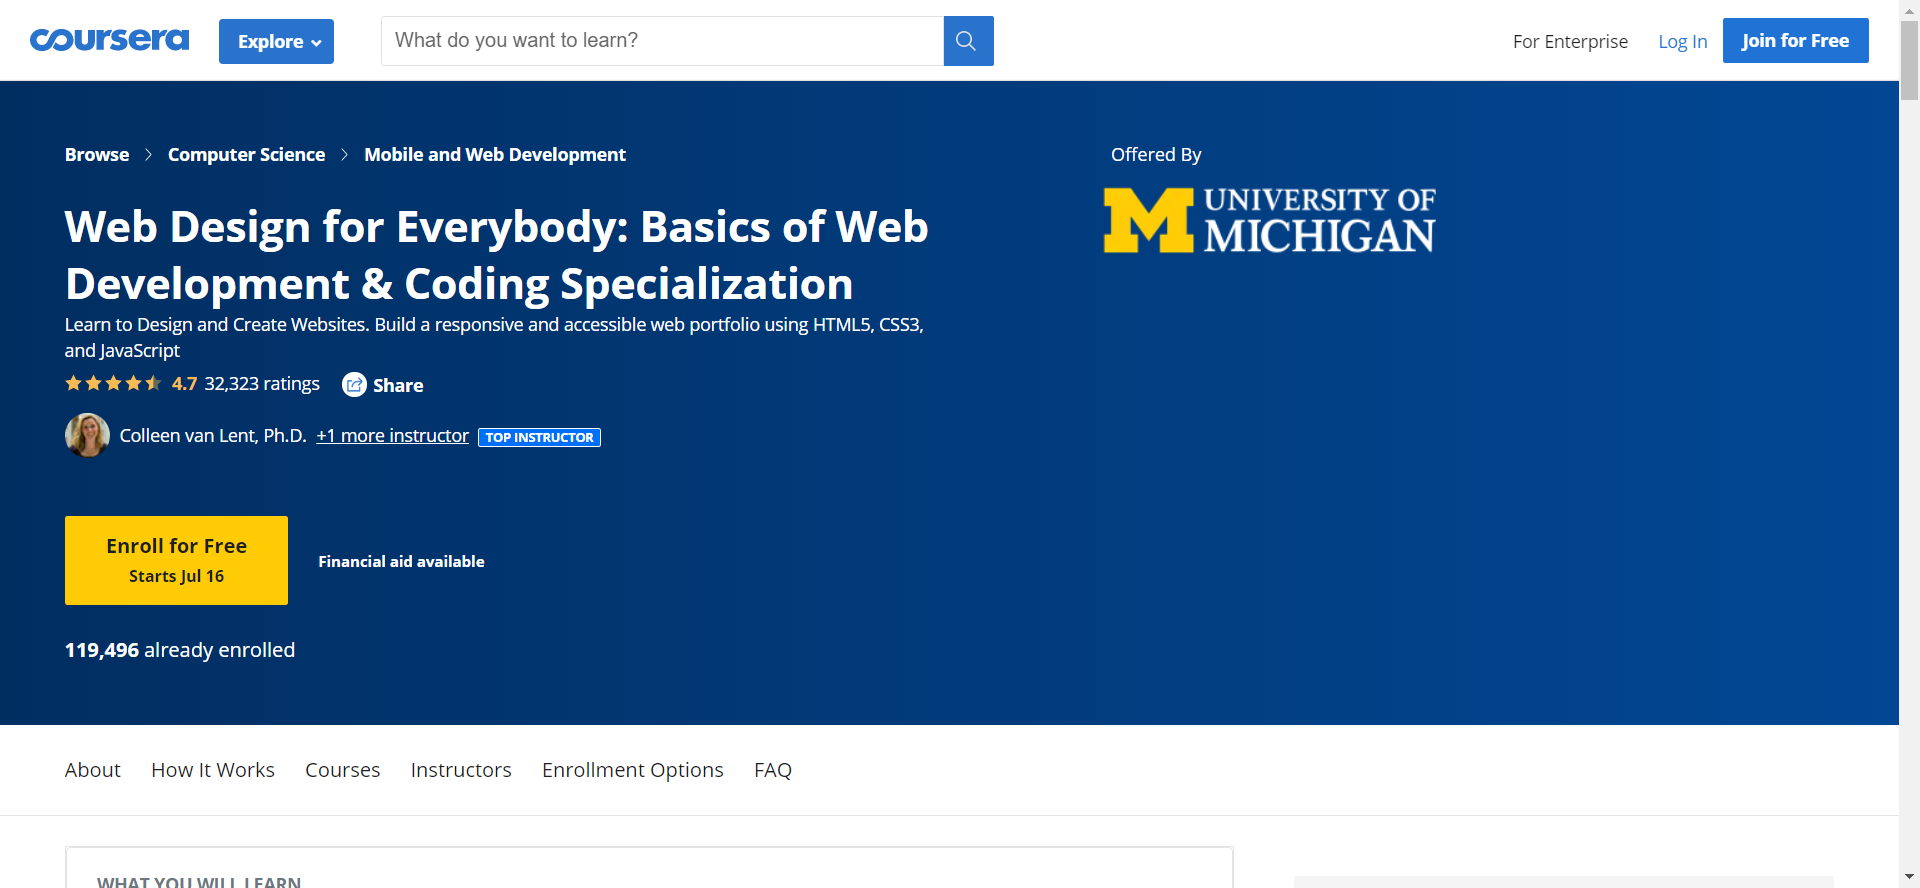 coursera
Explore
What do you want to learn?
For Enterprise
Log In
Join for Free
Browse > Computer Science > Mobile and Web Development
Web Design for Everybody: Basics of Web
Development & Coding Specialization
Learn to Design and Create Websites. Build a responsive and accessible web portfolio using HTML5, CSS3,
and JavaScript
4.7 32,323 ratings
Share
Colleen van Lent, Ph.D. +1 more instructor TOP INSTRUCTOR
Enroll for Free
Starts Jul 16
Financial aid available
119,496 already enrolled
Offered By
M UNIVERSITY OF
MICHIGAN
About How It Works Courses Instructors Enrollment Options FAQ
WHAT YOU WILL LEARN